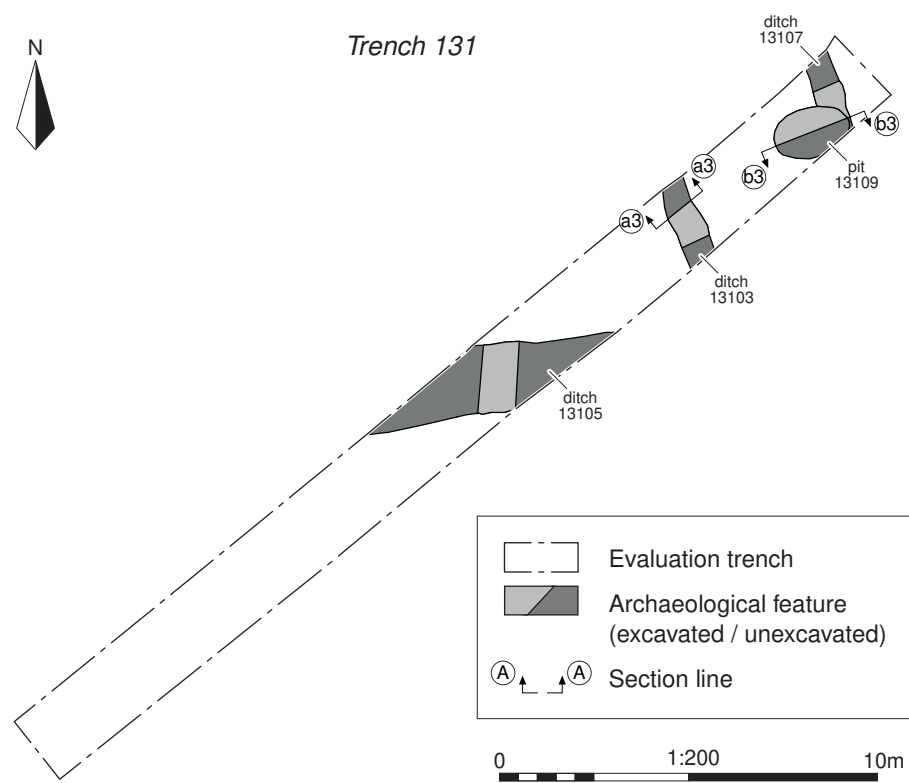 Trench 131
N
ditch
13107
b3
b3
pit
13109
a3
a3
ditch
13103
ditch
13105
Evaluation trench
Archaeological feature
(excavated / unexcavated)
A A Section line
0 1:200 10m